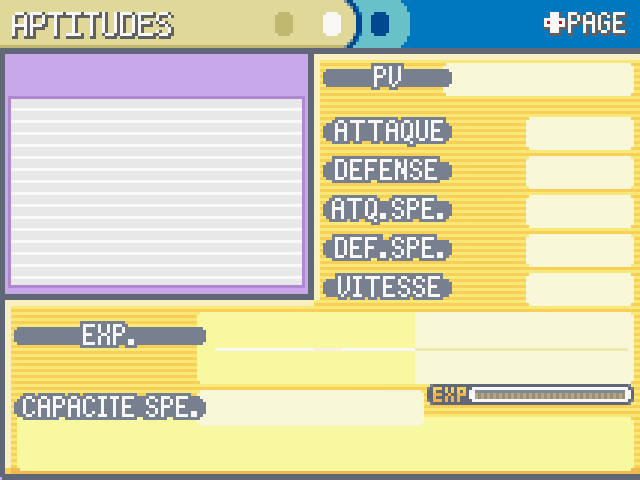 APTITUDES
PAGE
PV
ATTAQUE
DEFENSE
ATQ.SPE.
DEF.SPE.
VITESSE
EXP.
EXP
CAPACITE SPE.